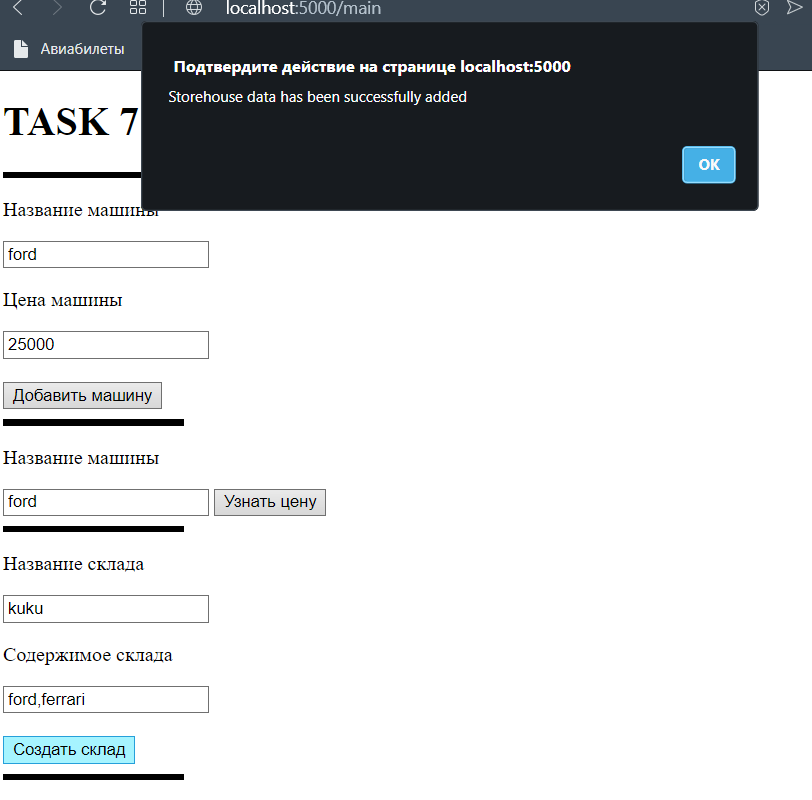 localhost:5000/main
Авиабилеты
Подтвердите действие на странице localhost:5000
Storehouse data has been successfully added
OK
TASK 7
Название машины
ford
Цена машины
25000
Добавить машину
Название машины
ford Узнать цену
Название склада
kuku
Содержимое склада
ford,ferrari
Создать склад